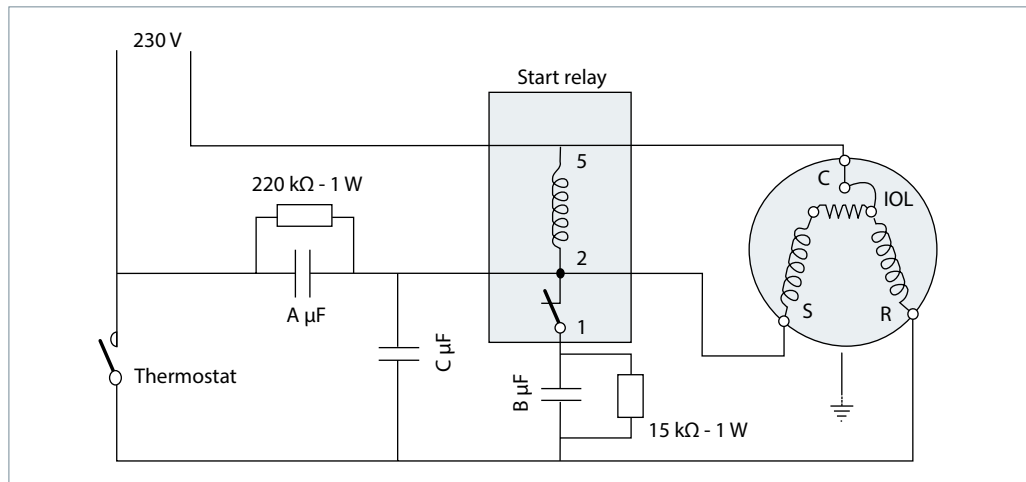 230 V
Start relay
5
C
IOL
220 kΩ - 1 W
2
A µF
S
R
1
C µF
Thermostat
B µF
15 kΩ - 1 W